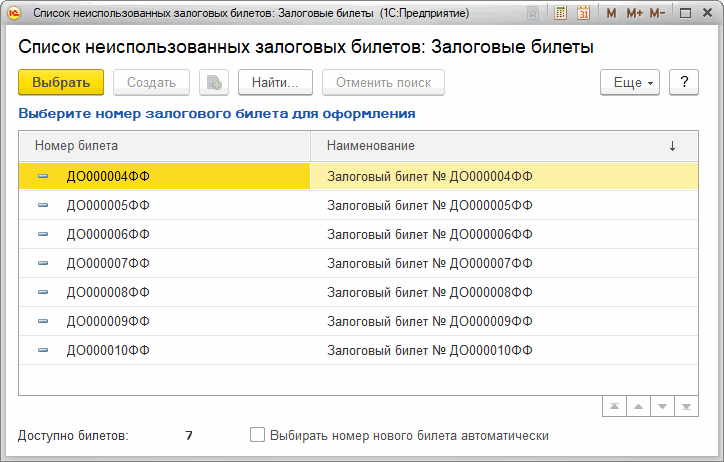 Список неиспользованных залоговых билетов: Залоговые билеты (1С:Предприятие)
31 M M+ M-
Список неиспользованных залоговых билетов: Залоговые билеты
Выбрать Создать Найти... Отменить поиск Еще ?
Выберите номер залогового билета для оформления
Номер билета Наименование
ДО000004ФФ Залоговый билет № ДО000004ФФ
ДО000005ФФ Залоговый билет № ДО000005ФФ
ДО000006ФФ Залоговый билет № ДО000006ФФ
ДО000007ФФ Залоговый билет № ДО000007ФФ
ДО000008ФФ Залоговый билет № ДО000008ФФ
ДО000009ФФ Залоговый билет № ДО000009ФФ
ДО000010ФФ Залоговый билет № ДО000010ФФ
Доступно билетов: 7 Выбирать номер нового билета автоматически